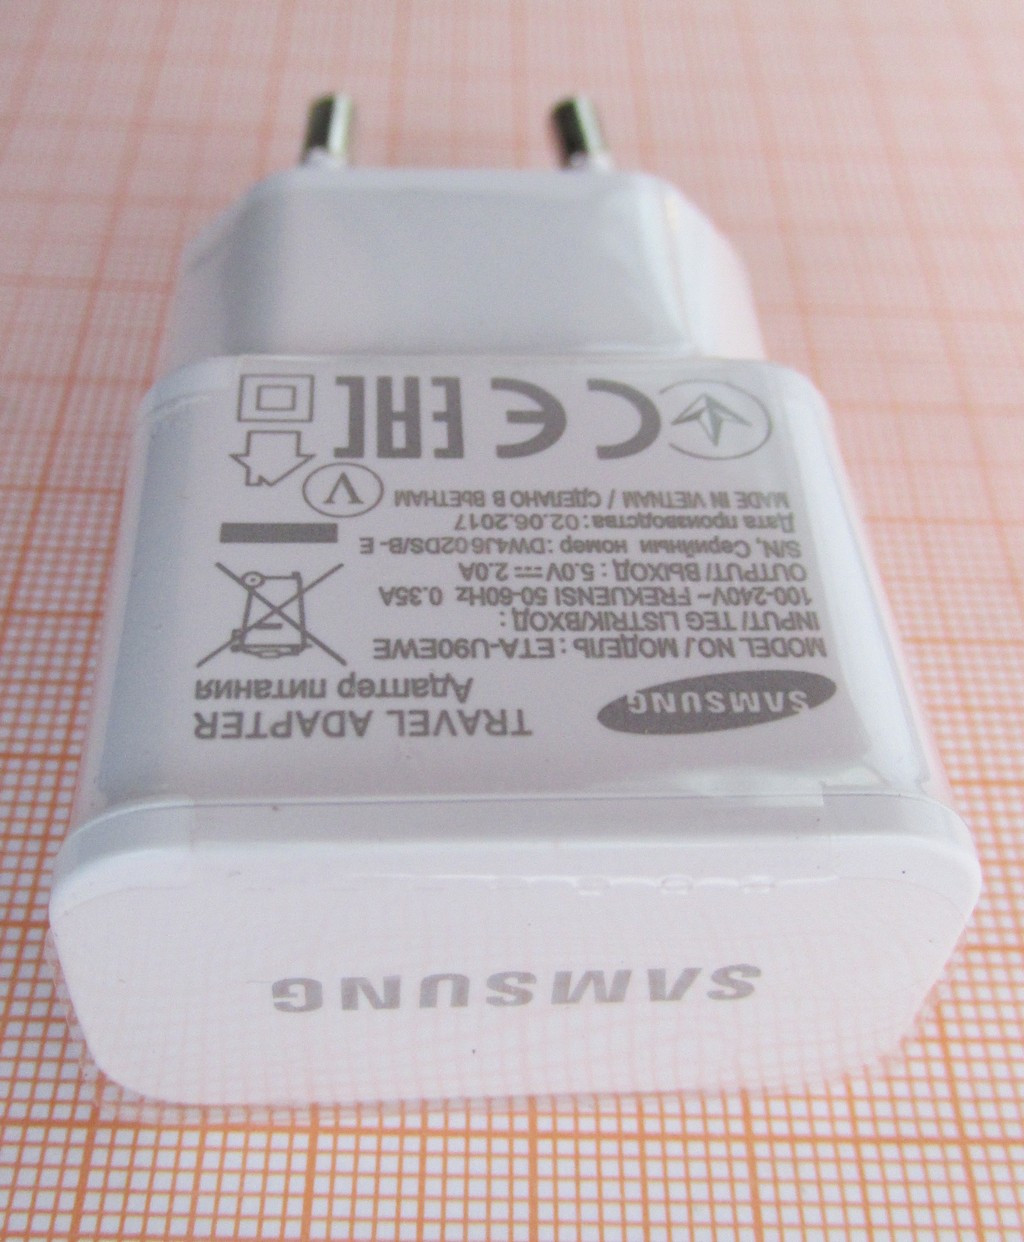 SAMSUNG
TRAVEL ADAPTER
Адаптер питания
MODEL NO./ МОДЕЛЬ : ETA-U90EWE
INPUT/ TEG LISTRIK/ВХОД :
100-240V~ FREKUENSI 50-60Hz 0.35A
OUTPUT/ ВЫХОД : 5.0V⎓2.0A
S/N, Серийный номер : DW4J602DS/B-E
Дата производства : 02.06.2017
MADE IN VIETNAM / СДЕЛАНО В ВЬЕТНАМ
V
CE EAC
SAMSUNG